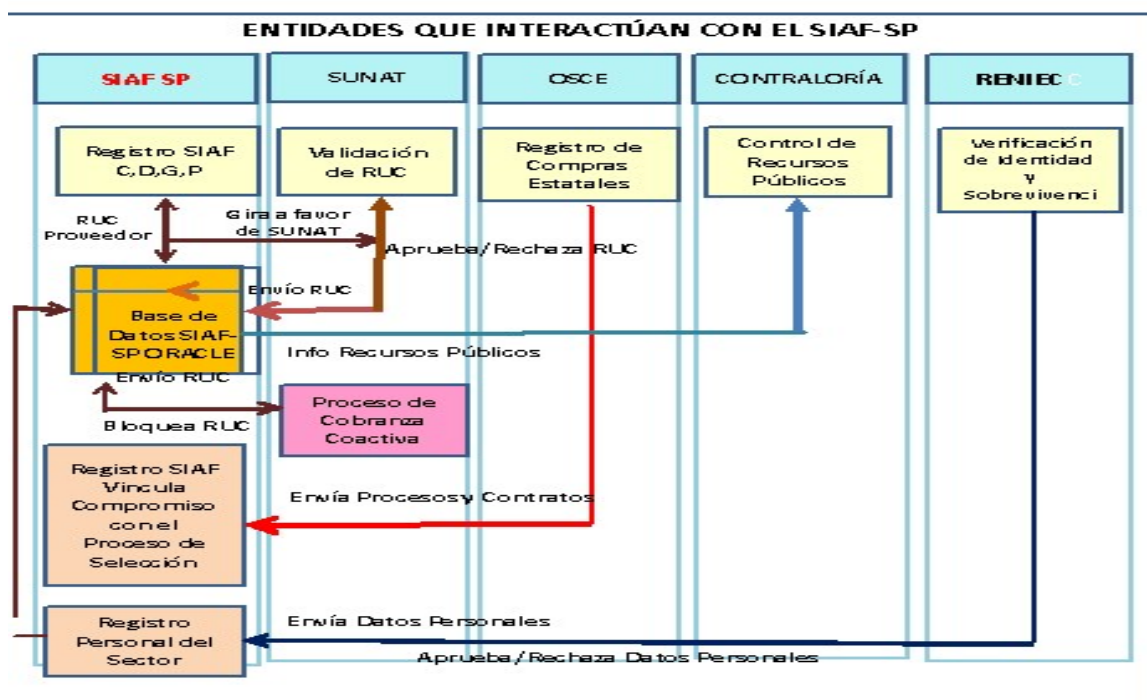 ENTIDADES QUE INTERACTÚAN CON EL SIAF-SP
SIAF SP
SUNAT
OSCE
CONTRALORÍA
RENIEC C
Registro SIAF
C,D,G,P
Validación
de RUC
Registro de
Compras
Estatales
Control de
Recursos
Públicos
Verificación
de Identidad
y
Sobrevivenci
RUC
Proveedor
Gira a favor
de SUNAT
Aprueba/Rechaza RUC
Envío RUC
Base de
Datos SIAF-
SP ORACLE
Info Recursos Públicos
Envío RUC
Bloquea RUC
Proceso de
Cobranza
Coactiva
Registro SIAF
Vincula
Compromiso
con el
Proceso de
Selección
Envía Procesos y Contratos
Registro
Personal del
Sector
Envía Datos Personales
Aprueba/Rechaza Datos Personales